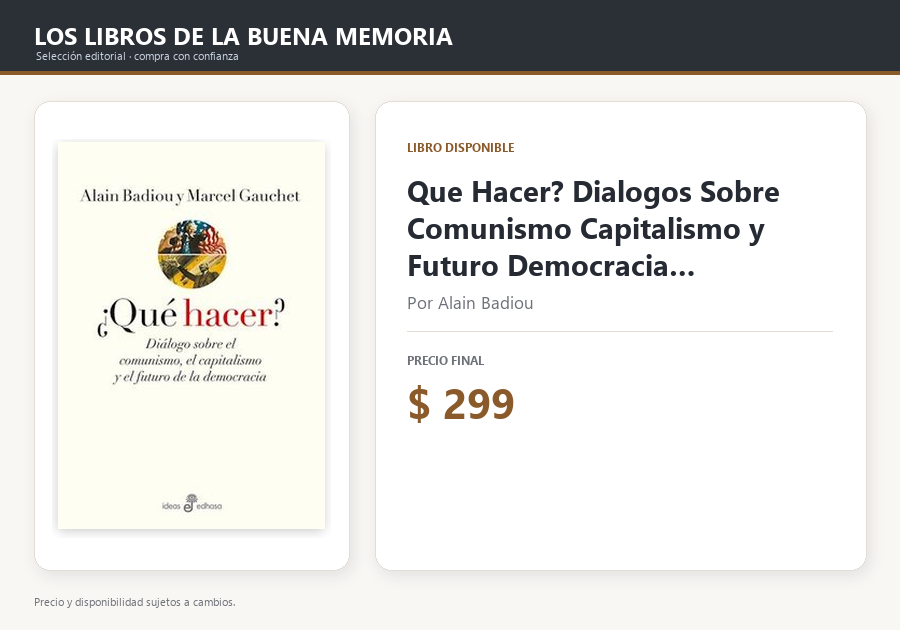 LOS LIBROS DE LA BUENA MEMORIA
Selección editorial · compra con confianza
Alain Badiou y Marcel Gauchet
¿Qué hacer?
Diálogo sobre el
comunismo, el capitalismo
y el futuro de la democracia
ideas edhasa
LIBRO DISPONIBLE
Que Hacer? Dialogos Sobre
Comunismo Capitalismo y
Futuro Democracia...
Por Alain Badiou
PRECIO FINAL
$ 299
Precio y disponibilidad sujetos a cambios.